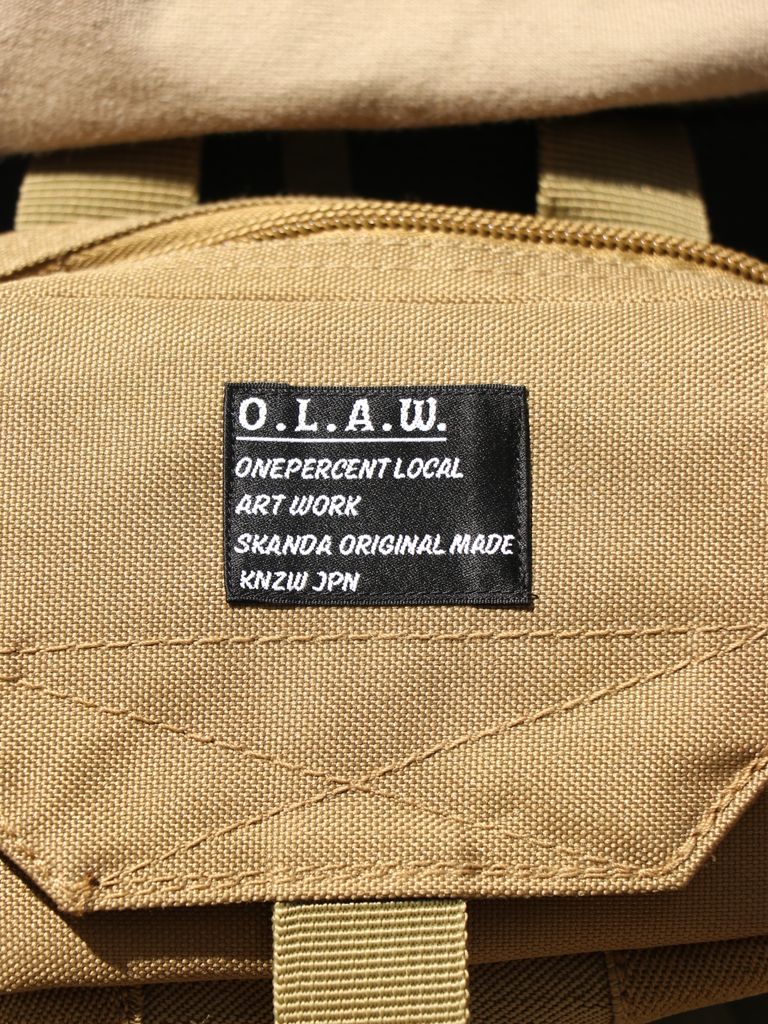 O.L.A.W.
ONEPERCENT LOCAL
ART WORK
SKANDA ORIGINAL MADE
KNZW JPN